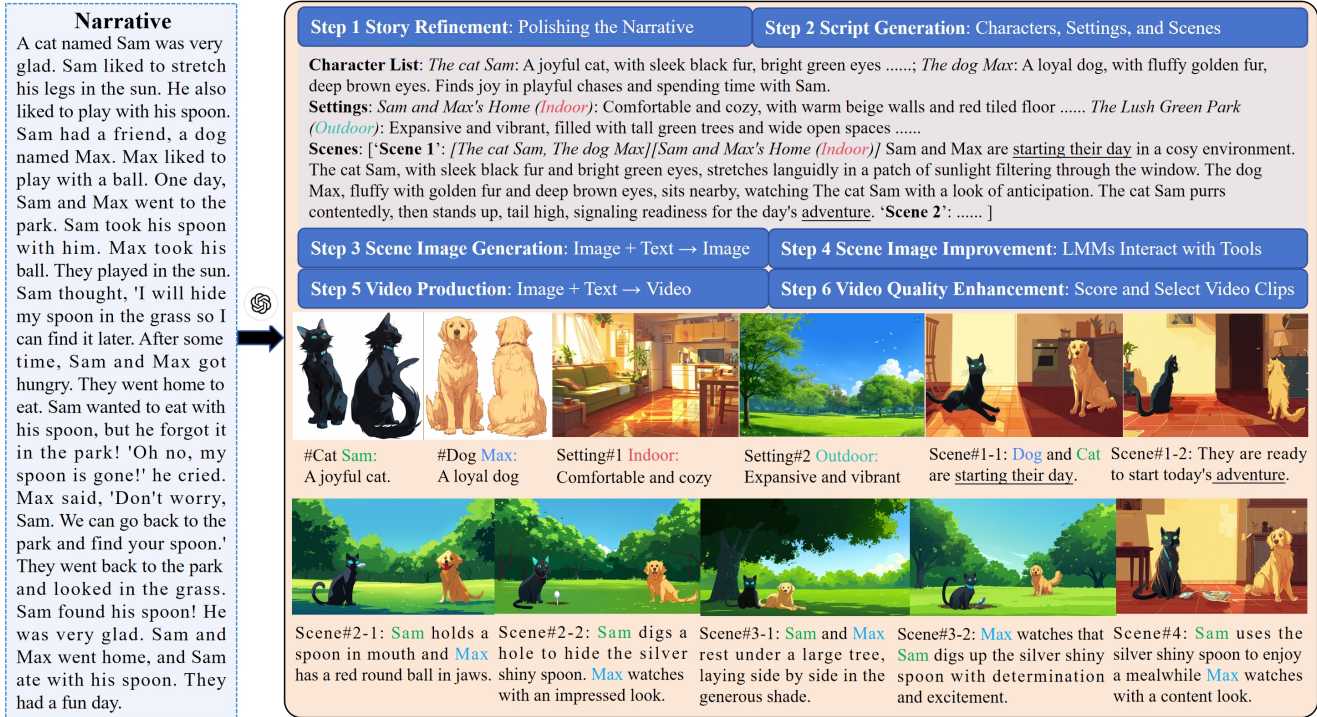 Narrative
A cat named Sam was very
glad. Sam liked to stretch
his legs in the sun. He also
liked to play with his spoon.
Sam had a friend, a dog
named Max. Max liked to
play with a ball. One day,
Sam and Max went to the
park. Sam took his spoon
with him. Max took his
ball. They played in the sun.
Sam thought, 'I will hide
my spoon in the grass so I
can find it later. After some
time, Sam and Max got
hungry. They went home to
eat. Sam wanted to eat with
his spoon, but he forgot it
in the park! 'Oh no, my
spoon is gone!' he cried.
Max said, 'Don't worry,
Sam. We can go back to the
park and find your spoon.'
They went back to the park
and looked in the grass.
Sam found his spoon! He
was very glad. Sam and
Max went home, and Sam
ate with his spoon. They
had a fun day.
Step 1 Story Refinement: Polishing the Narrative
Step 2 Script Generation: Characters, Settings, and Scenes
Character List: The cat Sam: A joyful cat, with sleek black fur, bright green eyes ......; The dog Max: A loyal dog, with fluffy golden fur,
deep brown eyes. Finds joy in playful chases and spending time with Sam.
Settings: Sam and Max's Home (Indoor): Comfortable and cozy, with warm beige walls and red tiled floor ...... The Lush Green Park
(Outdoor): Expansive and vibrant, filled with tall green trees and wide open spaces ......
Scenes: [‘Scene 1’: [The cat Sam, The dog Max][Sam and Max's Home (Indoor)] Sam and Max are starting their day in a cosy environment.
The cat Sam, with sleek black fur and bright green eyes, stretches languidly in a patch of sunlight filtering through the window. The dog
Max, fluffy with golden fur and deep brown eyes, sits nearby, watching The cat Sam with a look of anticipation. The cat Sam purrs
contentedly, then stands up, tail high, signaling readiness for the day's adventure. ‘Scene 2’: ...... ]
Step 3 Scene Image Generation: Image + Text → Image
Step 4 Scene Image Improvement: LMMs Interact with Tools
Step 5 Video Production: Image + Text → Video
Step 6 Video Quality Enhancement: Score and Select Video Clips
#Cat Sam:
A joyful cat.
#Dog Max:
A loyal dog
Setting#1 Indoor:
Comfortable and cozy
Setting#2 Outdoor:
Expansive and vibrant
Scene#1-1: Dog and Cat
are starting their day.
Scene#1-2: They are ready
to start today's adventure.
Scene#2-1: Sam holds a
spoon in mouth and Max
has a red round ball in jaws.
Scene#2-2: Sam digs a
hole to hide the silver
shiny spoon. Max watches
with an impressed look.
Scene#3-1: Sam and Max
rest under a large tree,
laying side by side in the
generous shade.
Scene#3-2: Max watches that
Sam digs up the silver shiny
spoon with determination
and excitement.
Scene#4: Sam uses the
silver shiny spoon to enjoy
a mealwhile Max watches
with a content look.